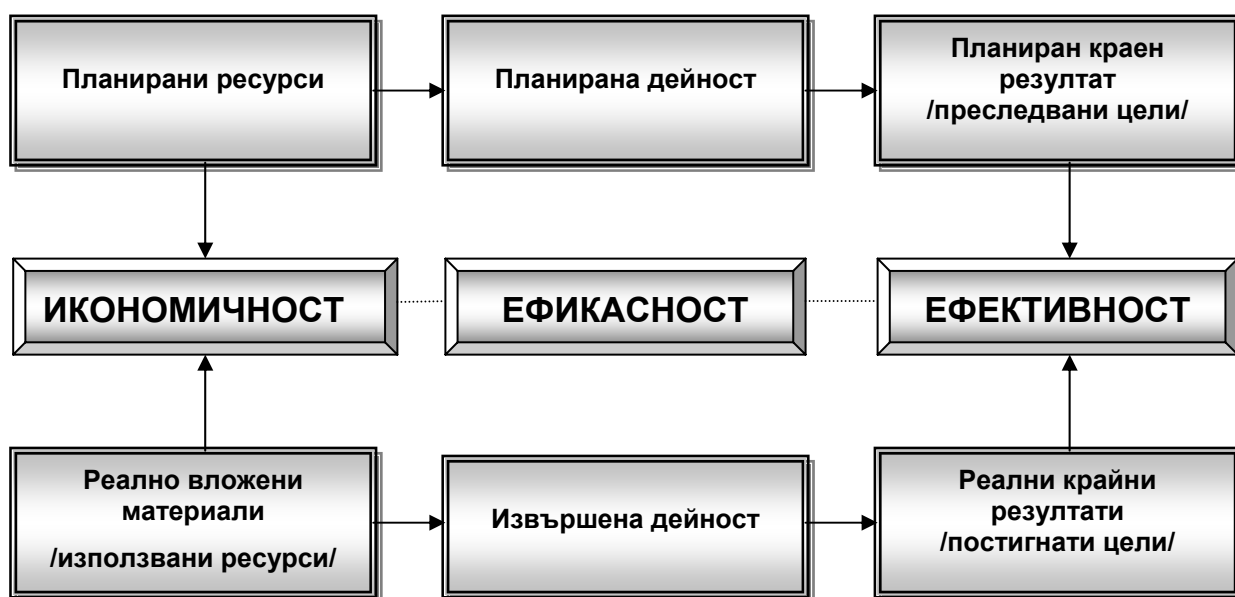 Планирани ресурси
Планирана дейност
Планиран краен
резултат
/преследвани цели/
ИКОНОМИЧНОСТ
ЕФИКАСНОСТ
ЕФЕКТИВНОСТ
Реално вложени
материали
/използвани ресурси/
Извършена дейност
Реални крайни
резултати
/постигнати цели/